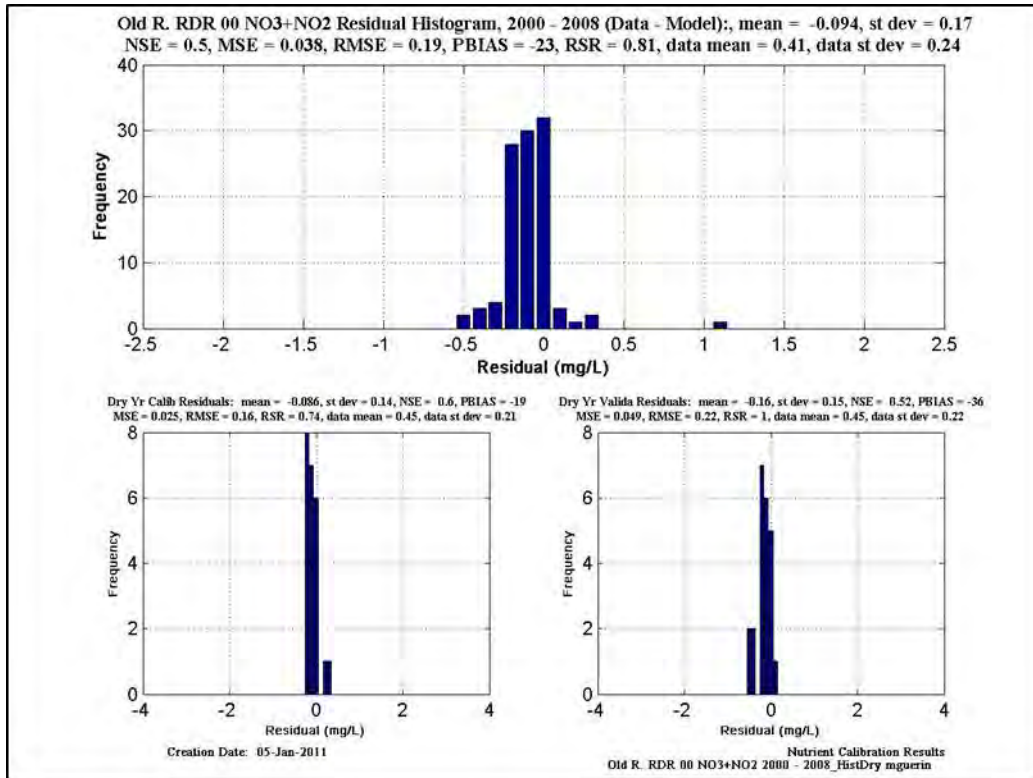 Old R. RDR 00 NO3+NO2 Residual Histogram, 2000 - 2008 (Data - Model):, mean = -0.094, st dev = 0.17
NSE = 0.5, MSE = 0.038, RMSE = 0.19, PBIAS = -23, RSR = 0.81, data mean = 0.41, data st dev = 0.24
40
30
20
10
0
Frequency
-2.5 -2 -1.5 -1 -0.5 0 0.5 1 1.5 2 2.5
Residual (mg/L)
Dry Yr Calib Residuals: mean = -0.086, st dev = 0.14, NSE = 0.6, PBIAS = -19
MSE = 0.025, RMSE = 0.16, RSR = 0.74, data mean = 0.45, data st dev = 0.21
8
6
4
2
0
Frequency
-4 -2 0 2 4
Residual (mg/L)
Dry Yr Valida Residuals: mean = -0.16, st dev = 0.15, NSE = 0.52, PBIAS = -36
MSE = 0.049, RMSE = 0.22, RSR = 1, data mean = 0.45, data st dev = 0.22
8
6
4
2
0
Frequency
-4 -2 0 2 4
Residual (mg/L)
Creation Date: 05-Jan-2011
Nutrient Calibration Results
Old R. RDR 00 NO3+NO2 2000 - 2008_HistDry mguerin